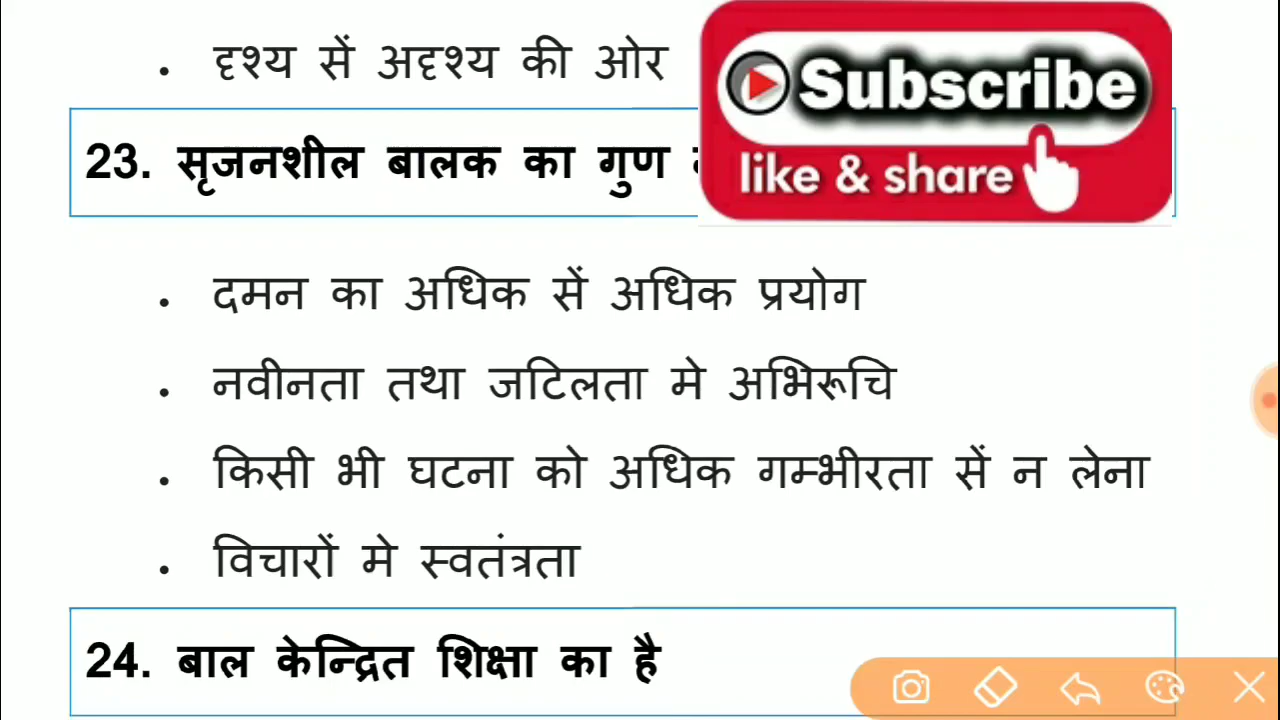 • दृश्य सें अदृश्य की ओर
Subscribe
like & share
23. सृजनशील बालक का गुण
• दमन का अधिक सें अधिक प्रयोग
• नवीनता तथा जटिलता मे अभिरूचि
• किसी भी घटना को अधिक गम्भीरता सें न लेना
• विचारों मे स्वतंत्रता
24. बाल केन्द्रित शिक्षा का है